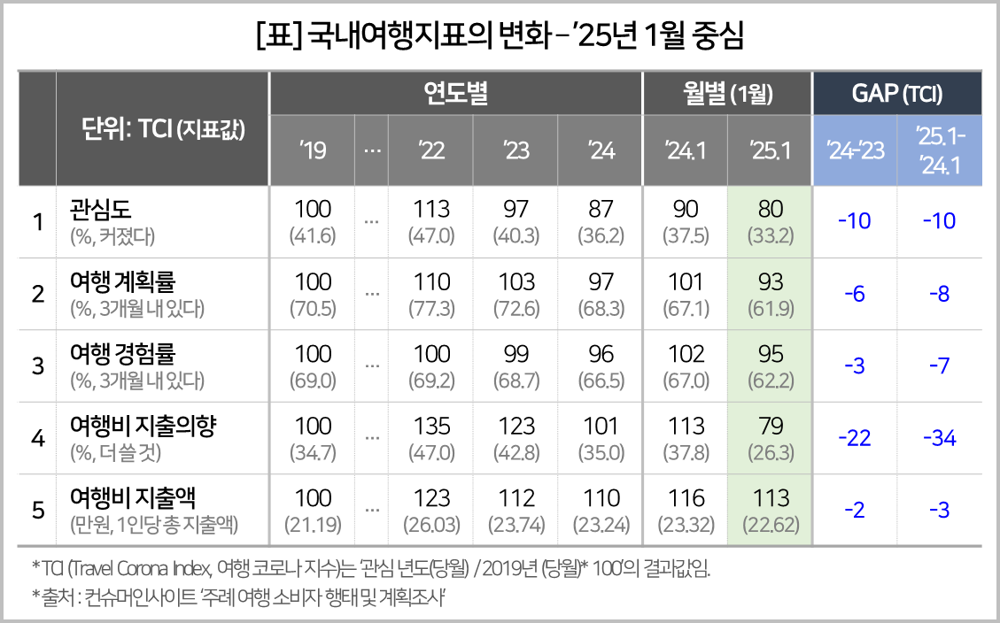 [표] 국내여행지표의 변화 – ’25년 1월 중심
단위: TCI (지표값) 연도별 월별 (1월) GAP (TCI)
’19 … ’22 ’23 ’24 ’24.1 ’25.1 ’24-’23 ’25.1-
’24.1
1 관심도 100 … 113 97 87 90 80 -10 -10
(%, 커졌다) (41.6) (47.0) (40.3) (36.2) (37.5) (33.2)
2 여행 계획률 100 … 110 103 97 101 93 -6 -8
(%, 3개월 내 있다) (70.5) (77.3) (72.6) (68.3) (67.1) (61.9)
3 여행 경험률 100 … 100 99 96 102 95 -3 -7
(%, 3개월 내 있다) (69.0) (69.2) (68.7) (66.5) (67.0) (62.2)
4 여행비 지출의향 100 … 135 123 101 113 79 -22 -34
(%, 더 쓸 것) (34.7) (47.0) (42.8) (35.0) (37.8) (26.3)
5 여행비 지출액 100 … 123 112 110 116 113 -2 -3
(만원, 1인당 총 지출액) (21.19) (26.03) (23.74) (23.24) (23.32) (22.62)
* TCI (Travel Corona Index, 여행 코로나 지수)는 ‘관심 년도(당월) / 2019년 (당월)* 100’의 결과값임.
* 출처 : 컨슈머인사이트 ‘주례 여행 소비자 행태 및 계획조사’